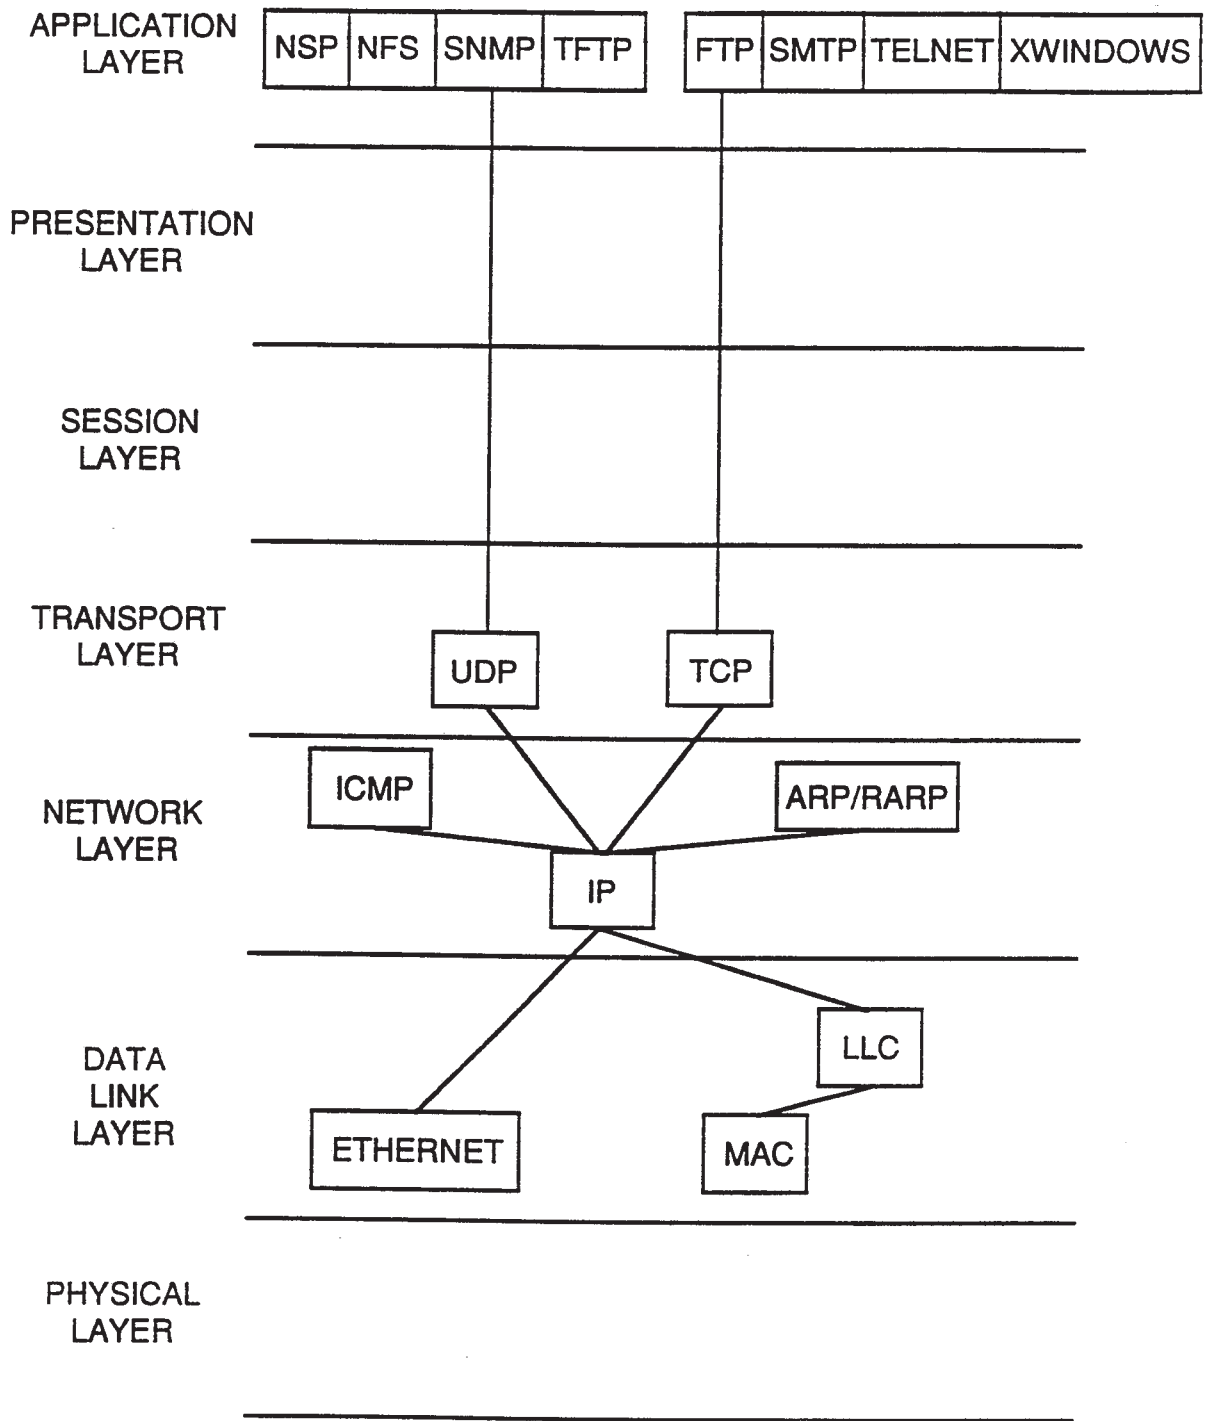 APPLICATION
LAYER
NSP NFS SNMP TFTP
FTP SMTP TELNET XWINDOWS
PRESENTATION
LAYER
SESSION
LAYER
TRANSPORT
LAYER
UDP
TCP
NETWORK
LAYER
ICMP
ARP/RARP
IP
DATA
LINK
LAYER
LLC
ETHERNET
MAC
PHYSICAL
LAYER